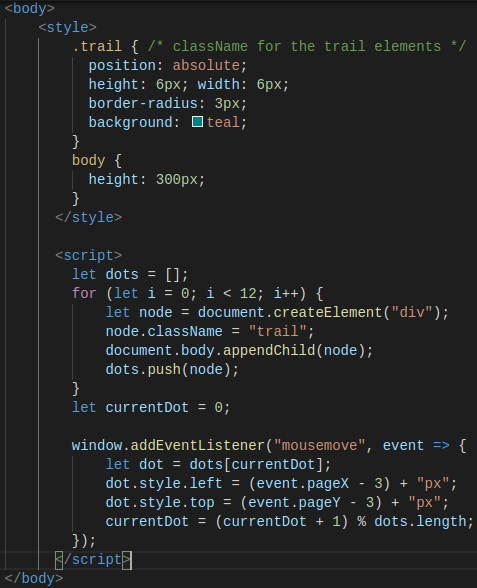 <body>
    <style>
        .trail { /* className for the trail elements */
          position: absolute;
          height: 6px; width: 6px;
          border-radius: 3px;
          background: teal;
        }
        body {
          height: 300px;
        }
      </style>

      <script>
        let dots = [];
        for (let i = 0; i < 12; i++) {
            let node = document.createElement("div");
            node.className = "trail";
            document.body.appendChild(node);
            dots.push(node);
        }
        let currentDot = 0;

        window.addEventListener("mousemove", event => {
            let dot = dots[currentDot];
            dot.style.left = (event.pageX - 3) + "px";
            dot.style.top = (event.pageY - 3) + "px";
            currentDot = (currentDot + 1) % dots.length;
        });
      </script>
</body>